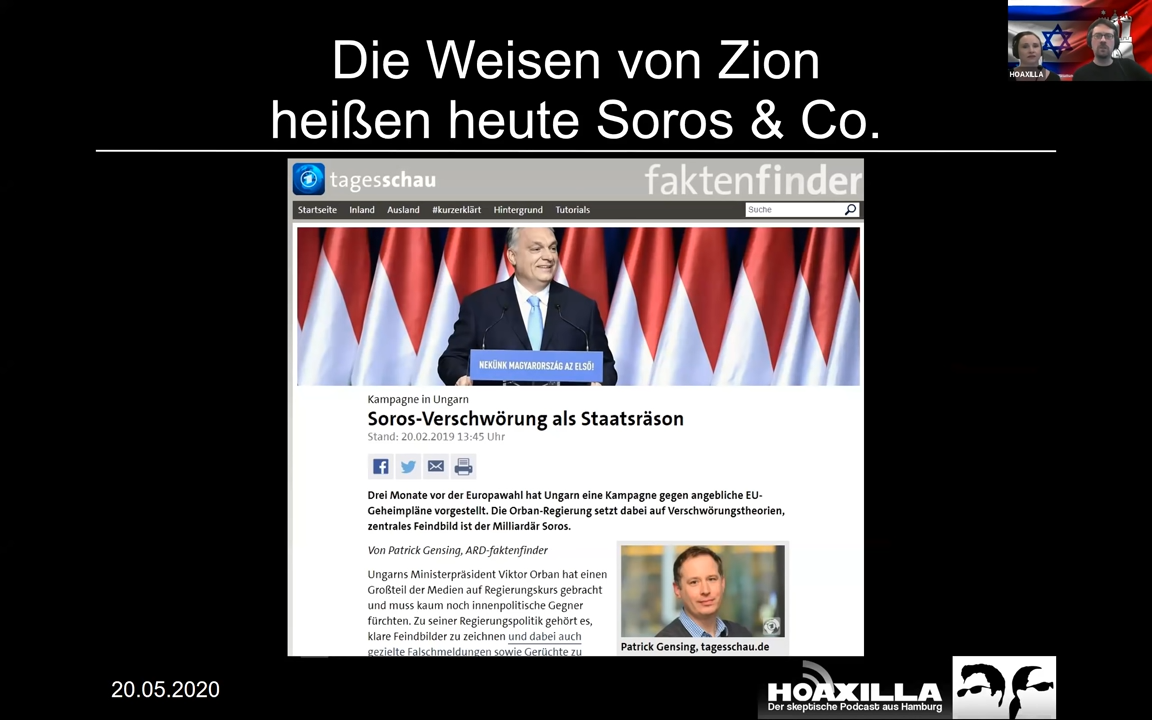 Die Weisen von Zion
heißen heute Soros & Co.
HOAXILLA
tagesschau
faktenfinder
Startseite Inland Ausland #kurzerklärt Hintergrund Tutorials
Suche
NEKÜNK MAGYARORSZÁG AZ ELSŐ!
Kampagne in Ungarn
Soros-Verschwörung als Staatsräson
Stand: 20.02.2019 13:45 Uhr
Drei Monate vor der Europawahl hat Ungarn eine Kampagne gegen angebliche EU-
Geheimpläne vorgestellt. Die Orban-Regierung setzt dabei auf Verschwörungstheorien,
zentrales Feindbild ist der Milliardär Soros.
Von Patrick Gensing, ARD-faktenfinder
Ungarns Ministerpräsident Viktor Orban hat einen
Großteil der Medien auf Regierungskurs gebracht
und muss kaum noch innenpolitische Gegner
fürchten. Zu seiner Regierungspolitik gehört es,
klare Feindbilder zu zeichnen und dabei auch
gezielte Falschmeldungen sowie Gerüchte zu
Patrick Gensing, tagesschau.de
20.05.2020
HOAXILLA
Der skeptische Podcast aus Hamburg